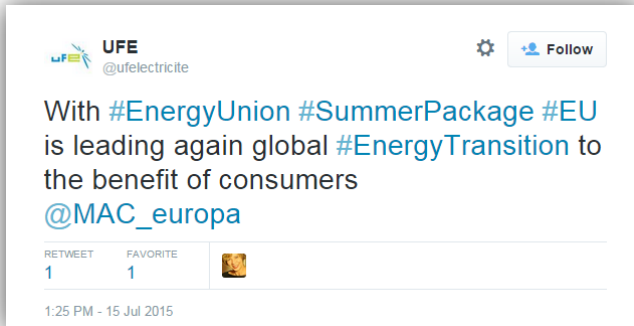 UFE
@ufelectricite
Follow
With #EnergyUnion #SummerPackage #EU
is leading again global #EnergyTransition to
the benefit of consumers
@MAC_europa
RETWEET FAVORITE
1 1
1:25 PM - 15 Jul 2015